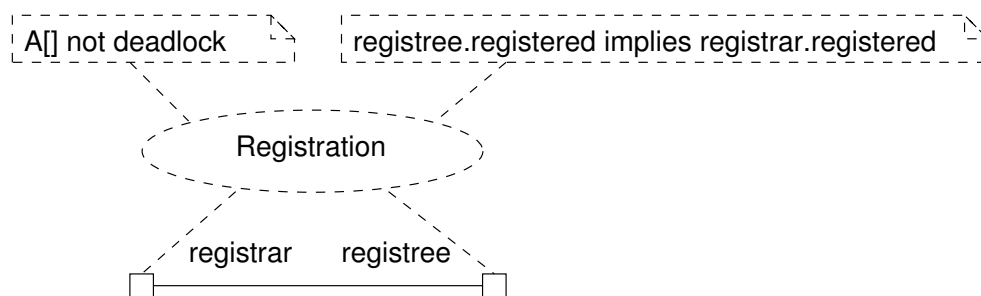 A[] not deadlock
registree.registered implies registrar.registered
Registration
registrar
registree